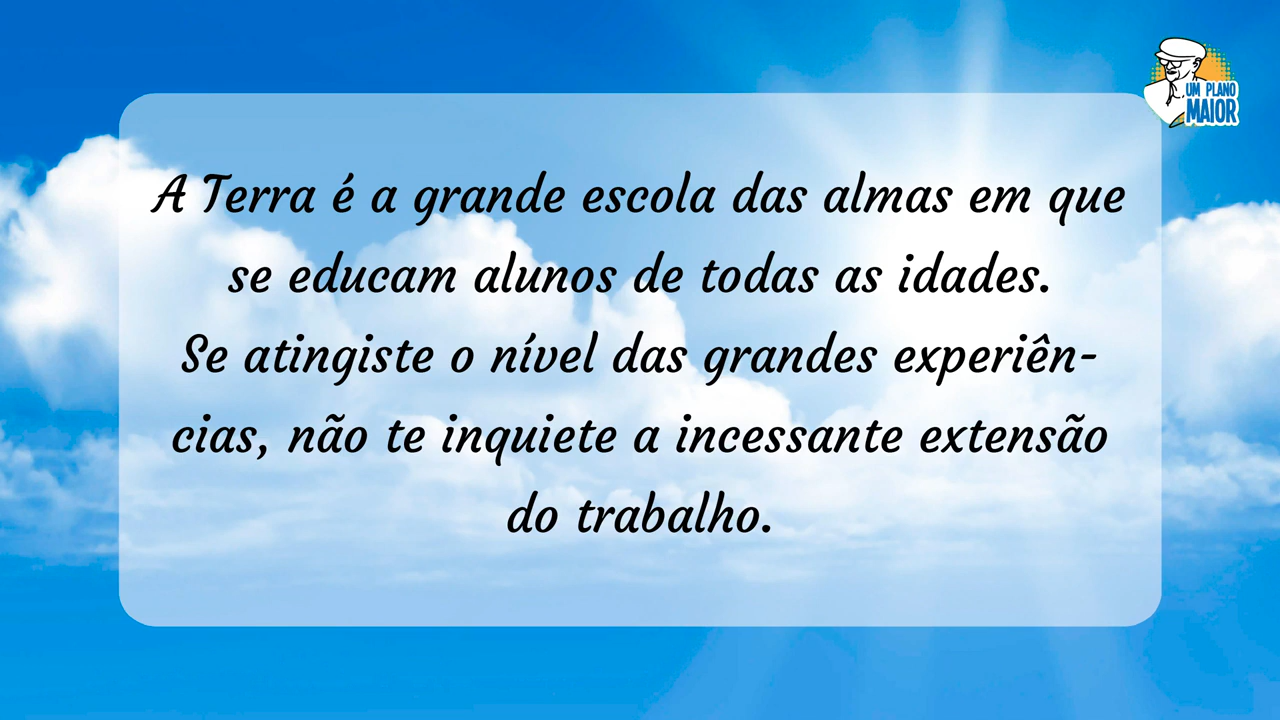 UM PLANO
MAIOR
A Terra é a grande escola das almas em que
se educam alunos de todas as idades.
Se atingiste o nível das grandes experiên-
cias, não te inquiete a incessante extensão
do trabalho.